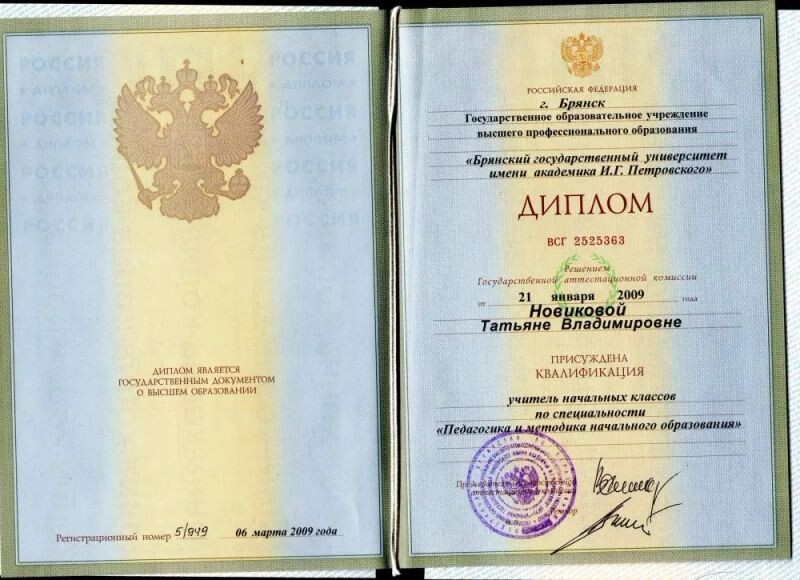 РОССИЯ
РОССИЯ
РОССИЯ
РОССИЯ
ДИПЛОМ ЯВЛЯЕТСЯ
ГОСУДАРСТВЕННЫМ ДОКУМЕНТОМ
О ВЫСШЕМ ОБРАЗОВАНИИ
Регистрационный номер 5/949 06 марта 2009 года
РОССИЙСКАЯ ФЕДЕРАЦИЯ
г. Брянск
Государственное образовательное учреждение
высшего профессионального образования
«Брянский государственный университет
имени академика И.Г. Петровского»
ДИПЛОМ
ВСГ 2525363
Решением
Государственной аттестационной комиссии
от 21 января 2009 года
Новиковой
Татьяне Владимировне
ПРИСУЖДЕНА
КВАЛИФИКАЦИЯ
учитель начальных классов
по специальности
«Педагогика и методика начального образования»